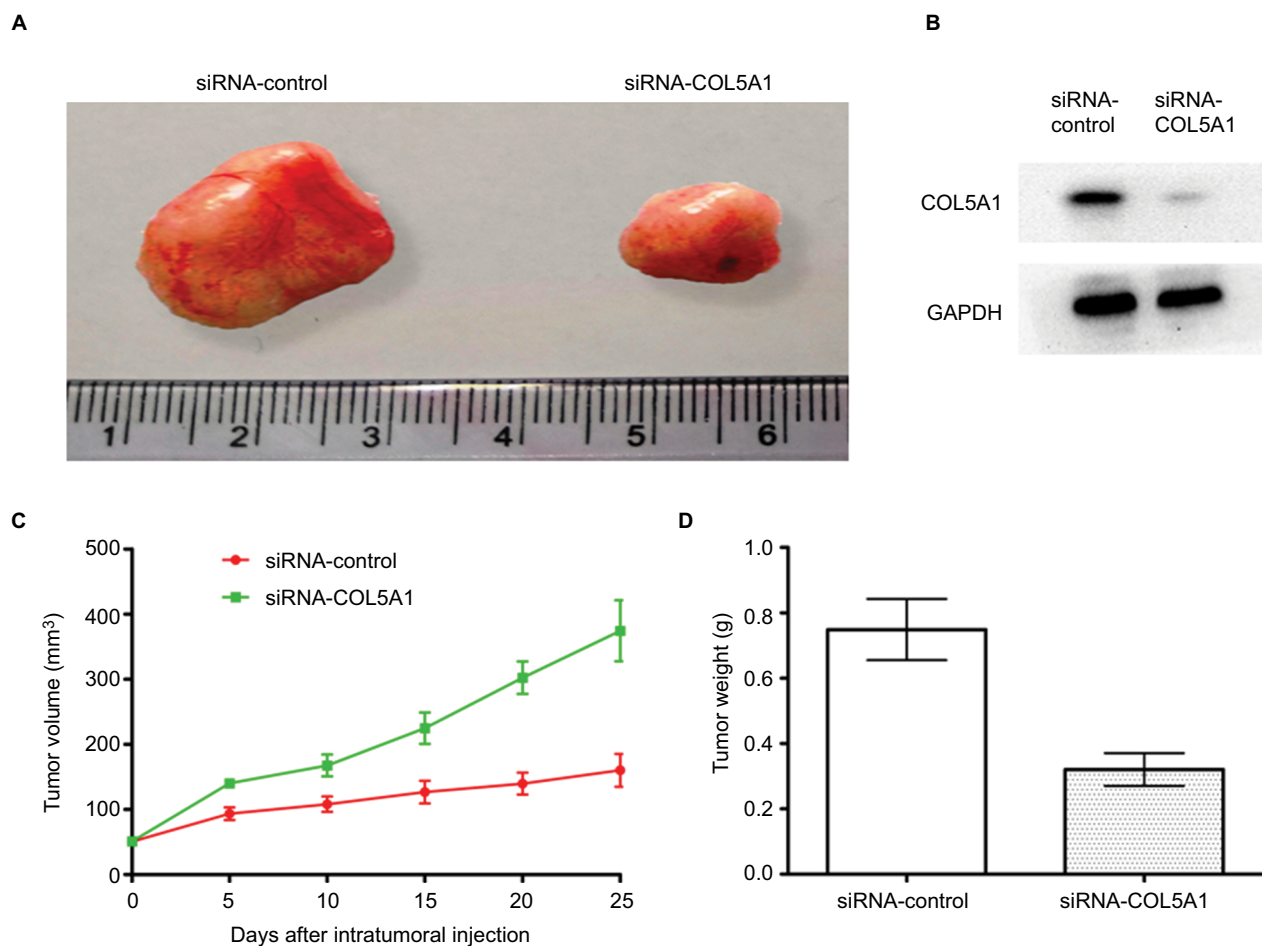 A
siRNA-control
siRNA-COL5A1
1 2 3 4 5 6
B
siRNA-
control
siRNA-
COL5A1
COL5A1
GAPDH
C
500
400
300
200
100
0
Tumor volume (mm³)
siRNA-control
siRNA-COL5A1
0 5 10 15 20 25
Days after intratumoral injection
D
1.0
0.8
0.6
0.4
0.2
0.0
Tumor weight (g)
siRNA-control
siRNA-COL5A1